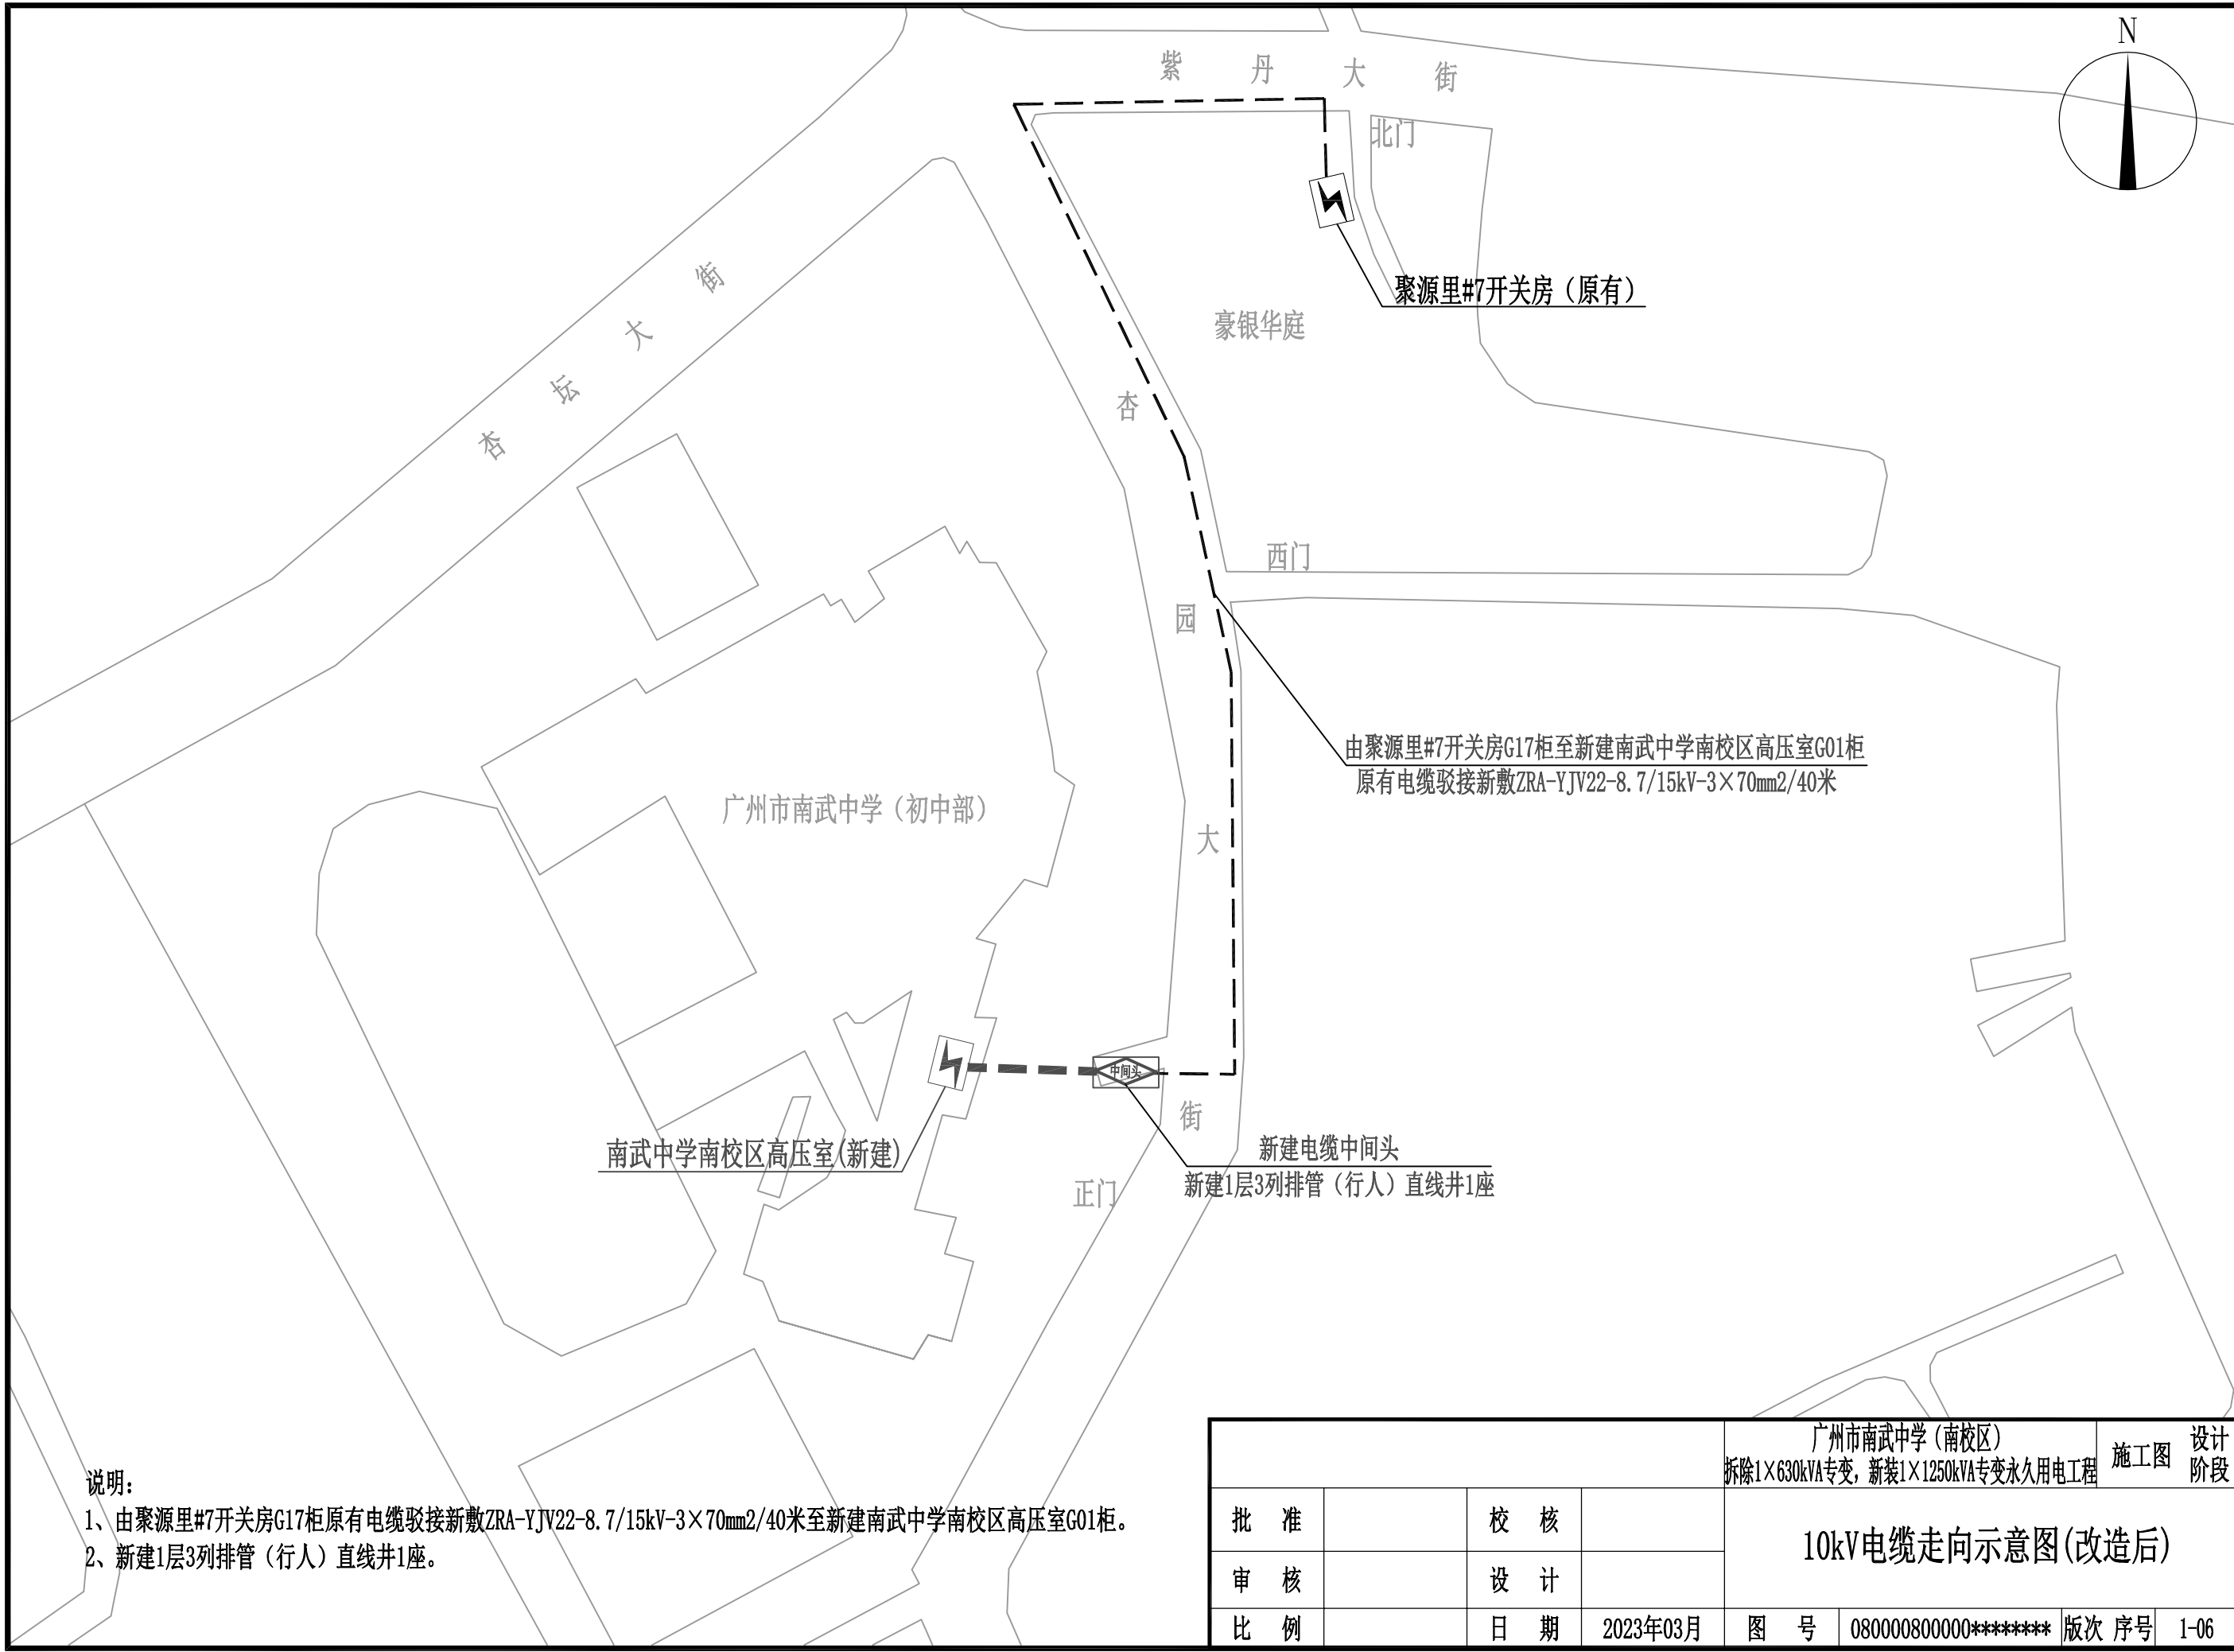 N
紫丹大街
北门
聚源里#7开关房（原有）
豪银华庭
杏坛大街
杏园大街
西门
由聚源里#7开关房G17柜至新建南武中学南校区高压室G01柜
原有电缆驳接新敷ZRA-YJV22-8.7/15kV-3×70mm2/40米
广州市南武中学（初中部）
中间头
南武中学南校区高压室(新建)
新建电缆中间头
新建1层3列排管（行人）直线井1座
正门
说明:
1、由聚源里#7开关房G17柜原有电缆驳接新敷ZRA-YJV22-8.7/15kV-3×70mm2/40米至新建南武中学南校区高压室G01柜。
2、新建1层3列排管（行人）直线井1座。
广州市南武中学（南校区）
拆除1×630kVA专变，新装1×1250kVA专变永久用电工程
施工图
设计
阶段
批 准
校 核
10kV电缆走向示意图(改造后)
审 核
设 计
比 例
日 期 2023年03月
图 号 080000800000********
版次 序号 1-06